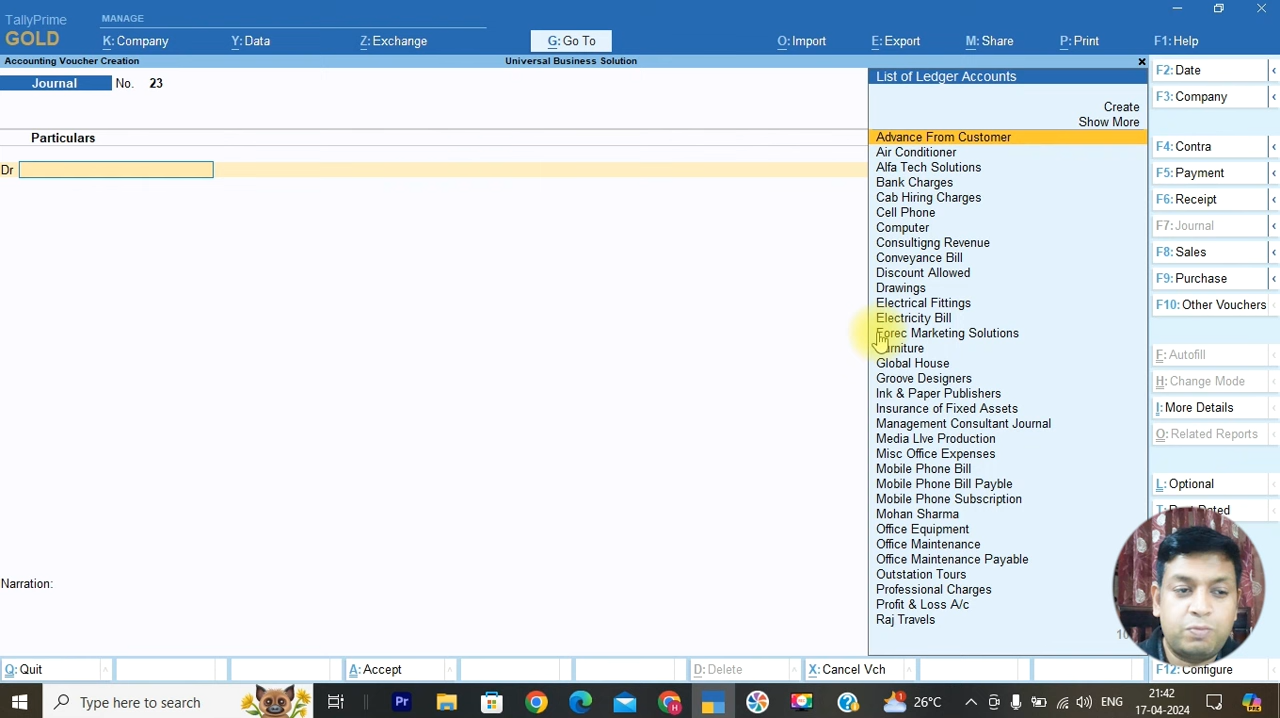 TallyPrime
GOLD
MANAGE
K: Company
Y: Data
Z: Exchange
G: Go To
O: Import
E: Export
M: Share
P: Print
F1: Help
Accounting Voucher Creation
Universal Business Solution
Journal No. 23
Particulars
Dr
Narration:
List of Ledger Accounts
Create
Show More
Advance From Customer
Air Conditioner
Alfa Tech Solutions
Bank Charges
Cab Hiring Charges
Cell Phone
Computer
Consultigng Revenue
Conveyance Bill
Discount Allowed
Drawings
Electrical Fittings
Electricity Bill
Forec Marketing Solutions
Furniture
Global House
Groove Designers
Ink & Paper Publishers
Insurance of Fixed Assets
Management Consultant Journal
Media LIve Production
Misc Office Expenses
Mobile Phone Bill
Mobile Phone Bill Payble
Mobile Phone Subscription
Mohan Sharma
Office Equipment
Office Maintenance
Office Maintenance Payable
Outstation Tours
Professional Charges
Profit & Loss A/c
Raj Travels
F2: Date
F3: Company
F4: Contra
F5: Payment
F6: Receipt
F7: Journal
F8: Sales
F9: Purchase
F10: Other Vouchers
F: Autofill
H: Change Mode
I: More Details
O: Related Reports
L: Optional
Q: Quit
A: Accept
D: Delete
X: Cancel Vch
F12: Configure
Type here to search
Pr
26°C
ENG
21:42
17-04-2024